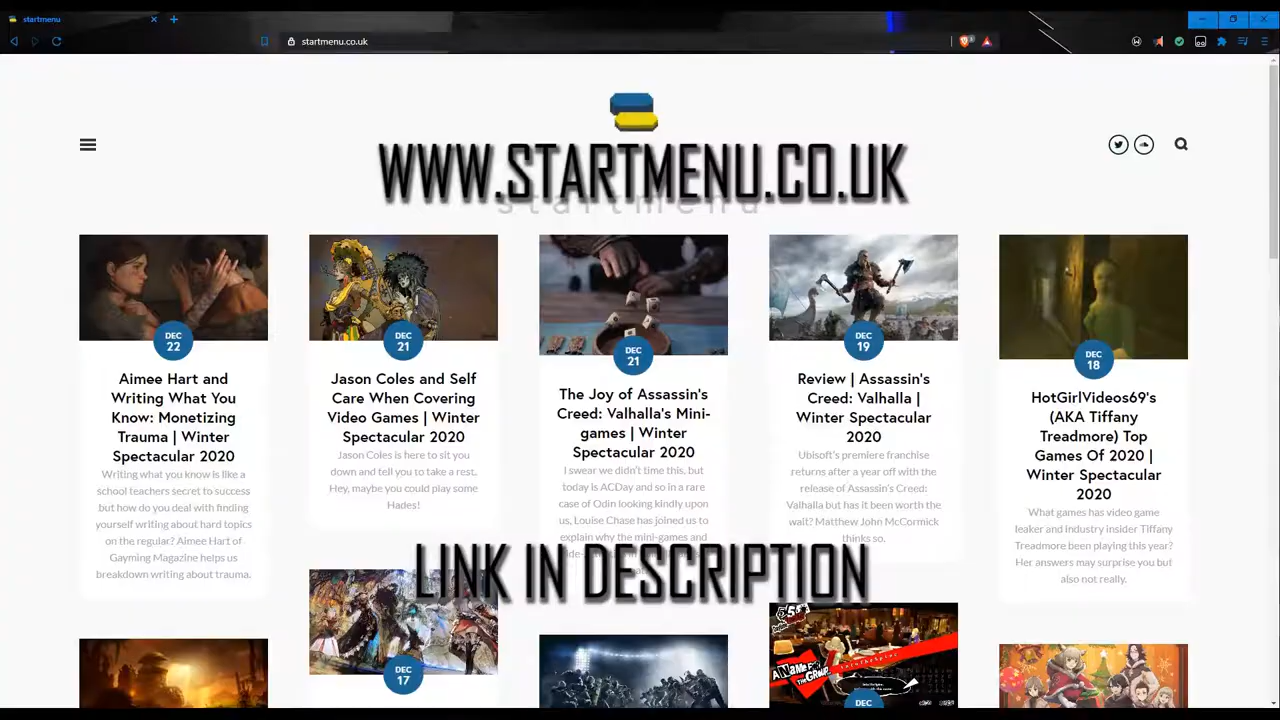 startmenu
startmenu.co.uk
WWW.STARTMENU.CO.UK
startmenu
DEC
22
Aimee Hart and
Writing What You
Know: Monetizing
Trauma | Winter
Spectacular 2020
Writing what you know is like a
school teachers secret to success
but how do you deal with finding
yourself writing about hard topics
on the regular? Aimee Hart of
Gayming Magazine helps us
breakdown writing about trauma.
DEC
21
Jason Coles and Self
Care When Covering
Video Games | Winter
Spectacular 2020
Jason Coles is here to sit you
down and tell you to take a rest.
Hey, maybe you could play some
Hades!
DEC
21
The Joy of Assassin's
Creed: Valhalla's Mini-
games | Winter
Spectacular 2020
I swear we didn't time this, but
today is ACDay and so in a rare
case of Odin looking kindly upon
us, Louise Chase has joined us to
explain why the mini-games and
DEC
19
Review | Assassin's
Creed: Valhalla |
Winter Spectacular
2020
Ubisoft's premiere franchise
returns after a year off with the
release of Assassin's Creed:
Valhalla but has it been worth the
wait? Matthew John McCormick
thinks so.
DEC
18
HotGirlVideos69's
(AKA Tiffany
Treadmore) Top
Games Of 2020 |
Winter Spectacular
2020
What games has video game
leaker and industry insider Tiffany
Treadmore been playing this year?
Her answers may surprise you but
also not really.
LINK IN DESCRIPTION
DEC
17
DEC